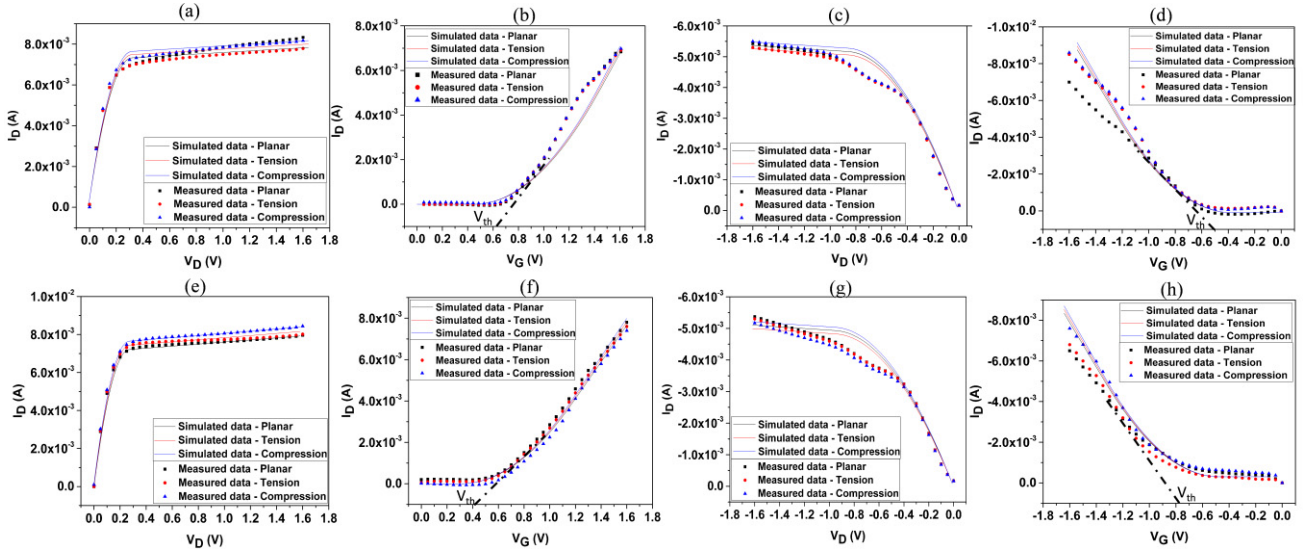 (a)
I_D (A)
8.0x10⁻³
6.0x10⁻³
4.0x10⁻³
2.0x10⁻³
0.0
Simulated data - Planar
Simulated data - Tension
Simulated data - Compression
Measured data - Planar
Measured data - Tension
Measured data - Compression
0.0 0.2 0.4 0.6 0.8 1.0 1.2 1.4 1.6 1.8
V_D (V)
(b)
I_D (A)
8.0x10⁻³
6.0x10⁻³
4.0x10⁻³
2.0x10⁻³
0.0
Simulated data - Planar
Simulated data - Tension
Simulated data - Compression
Measured data - Planar
Measured data - Tension
Measured data - Compression
V_th
0.0 0.2 0.4 0.6 0.8 1.0 1.2 1.4 1.6 1.8
V_G (V)
(c)
I_D (A)
-6.0x10⁻³
-5.0x10⁻³
-4.0x10⁻³
-3.0x10⁻³
-2.0x10⁻³
-1.0x10⁻³
0.0
Simulated data - Planar
Simulated data - Tension
Simulated data - Compression
Measured data - Planar
Measured data - Tension
Measured data - Compression
-1.8 -1.6 -1.4 -1.2 -1.0 -0.8 -0.6 -0.4 -0.2 0.0
V_D (V)
(d)
I_D (A)
-1.0x10⁻²
-8.0x10⁻³
-6.0x10⁻³
-4.0x10⁻³
-2.0x10⁻³
0.0
Simulated data - Planar
Simulated data - Tension
Simulated data - Compression
Measured data - Planar
Measured data - Tension
Measured data - Compression
V_th
-1.8 -1.6 -1.4 -1.2 -1.0 -0.8 -0.6 -0.4 -0.2 0.0
V_G (V)
(e)
I_D (A)
1.0x10⁻²
8.0x10⁻³
6.0x10⁻³
4.0x10⁻³
2.0x10⁻³
0.0
Simulated data - Planar
Simulated data - Tension
Simulated data - Compression
Measured data - Planar
Measured data - Tension
Measured data - Compression
0.0 0.2 0.4 0.6 0.8 1.0 1.2 1.4 1.6 1.8
V_D (V)
(f)
I_D (A)
8.0x10⁻³
6.0x10⁻³
4.0x10⁻³
2.0x10⁻³
0.0
Simulated data - Planar
Simulated data - Tension
Simulated data - Compression
Measured data - Planar
Measured data - Tension
Measured data - Compression
V_th
0.0 0.2 0.4 0.6 0.8 1.0 1.2 1.4 1.6 1.8
V_G (V)
(g)
I_D (A)
-6.0x10⁻³
-5.0x10⁻³
-4.0x10⁻³
-3.0x10⁻³
-2.0x10⁻³
-1.0x10⁻³
0.0
Simulated data - Planar
Simulated data - Tension
Simulated data - Compression
Measured data - Planar
Measured data - Tension
Measured data - Compression
-1.8 -1.6 -1.4 -1.2 -1.0 -0.8 -0.6 -0.4 -0.2 0.0
V_D (V)
(h)
I_D (A)
-8.0x10⁻³
-6.0x10⁻³
-4.0x10⁻³
-2.0x10⁻³
0.0
Simulated data - Planar
Simulated data - Tension
Simulated data - Compression
Measured data - Planar
Measured data - Tension
Measured data - Compression
V_th
-1.8 -1.6 -1.4 -1.2 -1.0 -0.8 -0.6 -0.4 -0.2 0.0
V_G (V)